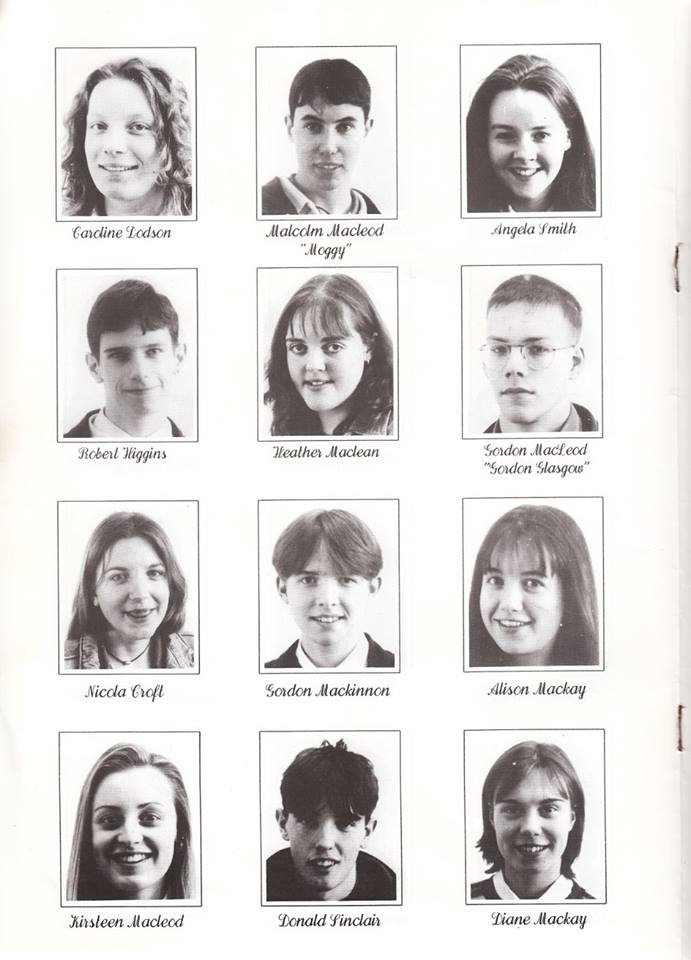 Caroline Dodson
Malcolm Macleod
"Moggy"
Angela Smith
Robert Higgins
Heather Maclean
Gordon MacLeod
"Gordon Glasgow"
Nicola Croft
Gordon Mackinnon
Alison Mackay
Kirsteen Macleod
Donald Sinclair
Diane Mackay